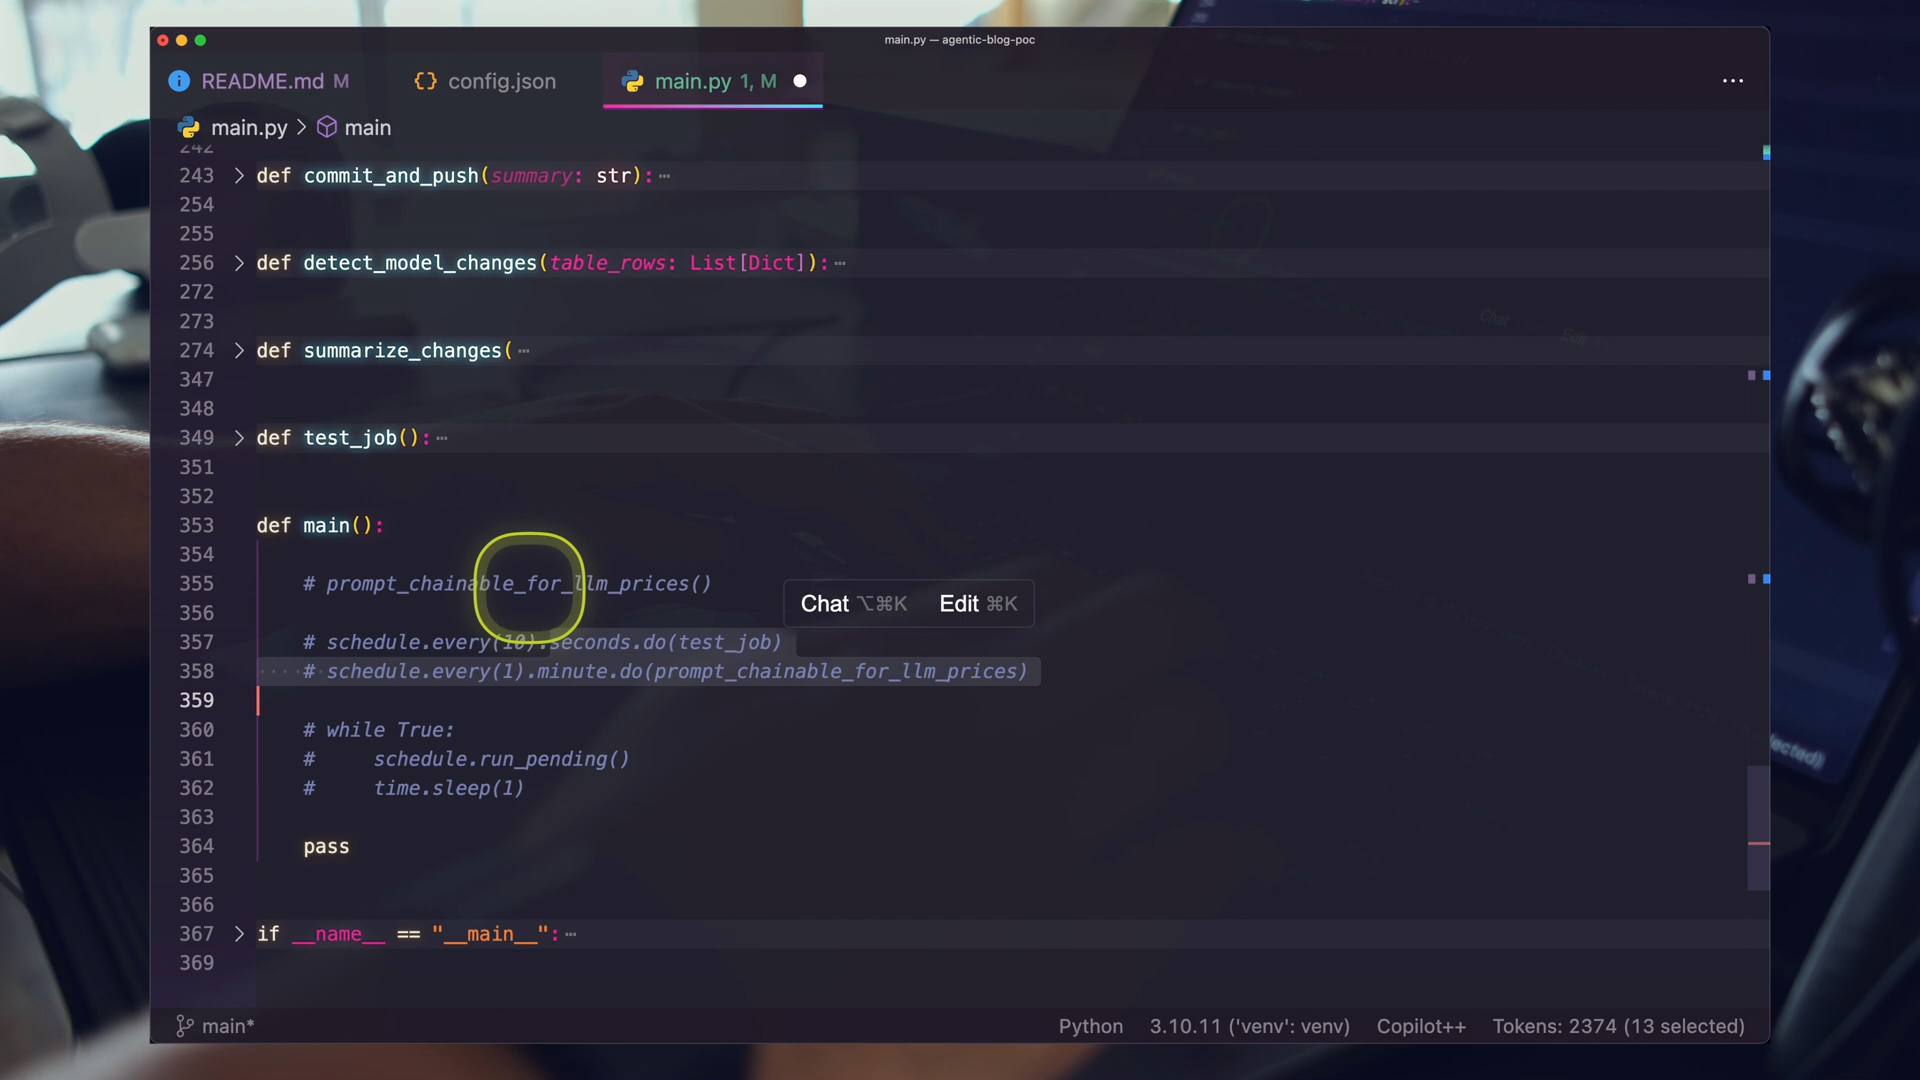 main.py — agentic-blog-poc
README.md M
config.json
main.py 1, M
main.py > main
242
243 > def commit_and_push(summary: str): ⋯
254
255
256 > def detect_model_changes(table_rows: List[Dict]): ⋯
272
273
274 > def summarize_changes( ⋯
347
348
349 > def test_job(): ⋯
351
352
353 def main():
354
355     # prompt_chainable_for_llm_prices()
356
357     # schedule.every(10).seconds.do(test_job)
358     # schedule.every(1).minute.do(prompt_chainable_for_llm_prices)
359
360     # while True:
361     #     schedule.run_pending()
362     #     time.sleep(1)
363
364     pass
365
366
367 > if __name__ == "__main__": ⋯
369
Chat ⌥⌘K Edit ⌘K
main*
Python 3.10.11 ('venv': venv) Copilot++ Tokens: 2374 (13 selected)